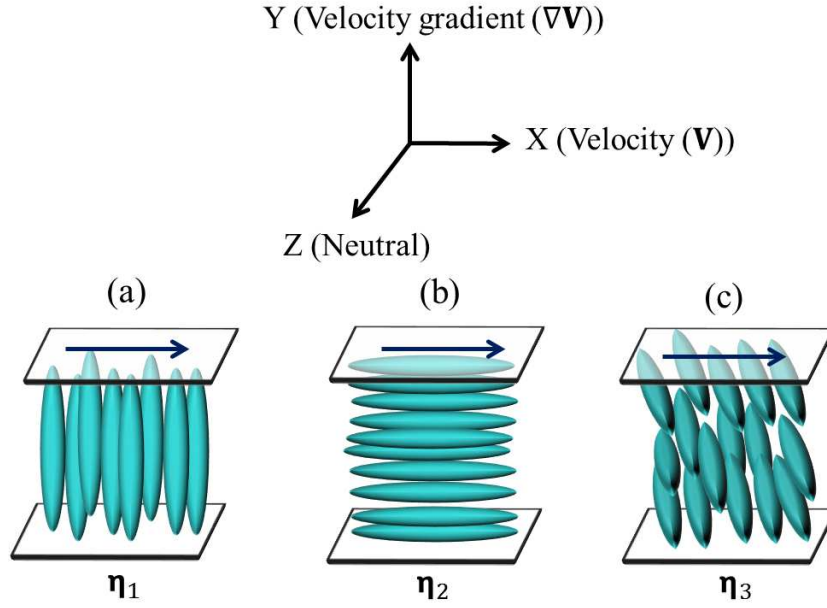 Y (Velocity gradient (∇𝐕))
X (Velocity (𝐕))
Z (Neutral)
(a) (b) (c)
𝛈₁ 𝛈₂ 𝛈₃